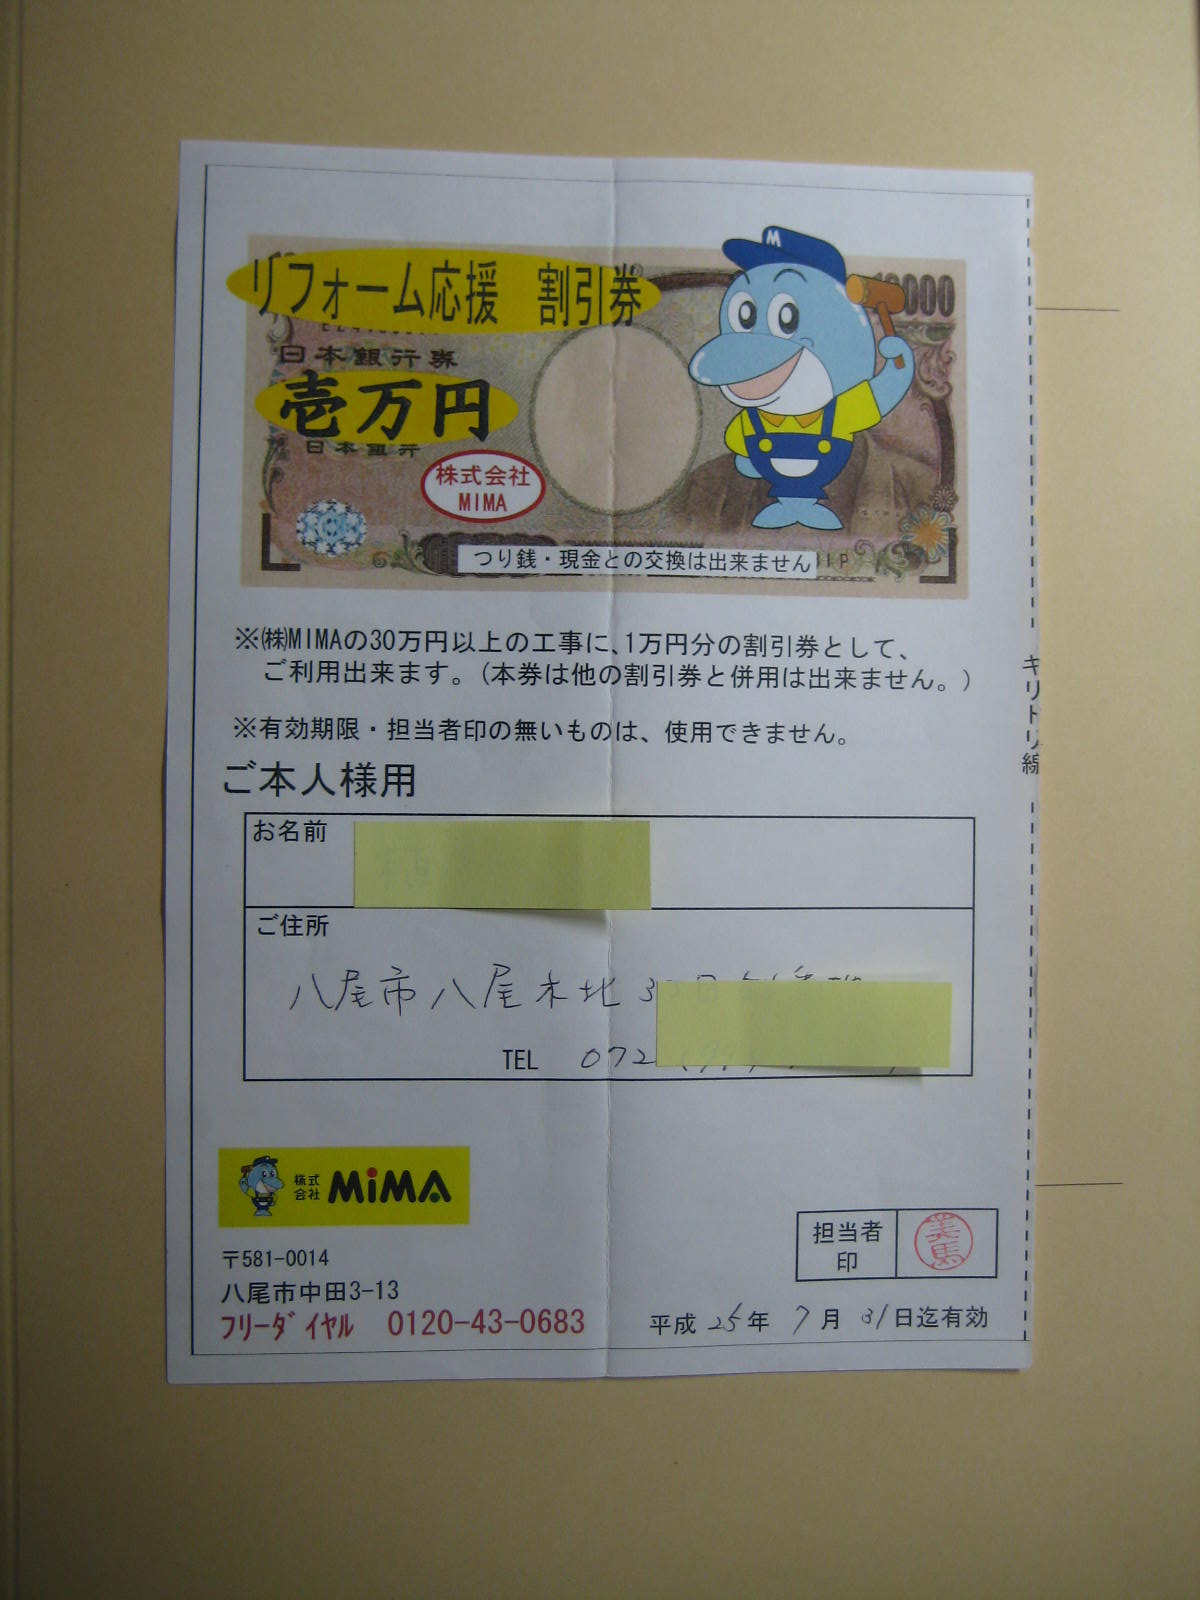 リフォーム応援 割引券
0000
日本銀行券
壱万円
日本銀行
株式会社
MIMA
つり銭・現金との交換は出来ません
※㈱MIMAの30万円以上の工事に、1万円分の割引券として、
ご利用出来ます。(本券は他の割引券と併用は出来ません。)
※有効期限・担当者印の無いものは、使用できません。
キリトリ線
ご本人様用
お名前
ご住所
八尾市八尾木北
TEL 072
株式会社 MiMA
〒581-0014
八尾市中田3-13
フリーダイヤル 0120-43-0683
担当者印 美馬
平成25年7月31日迄有効